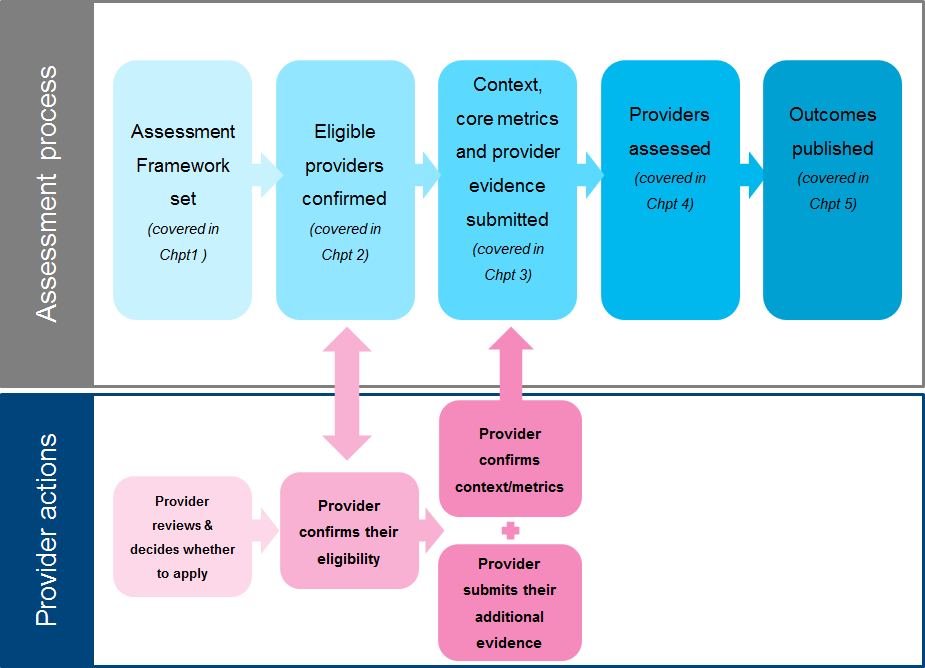 Assessment process
Assessment
Framework
set
(covered in
Chpt1 )
Eligible
providers
confirmed
(covered in
Chpt 2)
Context,
core metrics
and provider
evidence
submitted
(covered in
Chpt 3)
Providers
assessed
(covered in
Chpt 4)
Outcomes
published
(covered in
Chpt 5)
Provider actions
Provider
reviews &
decides whether
to apply
Provider
confirms their
eligibility
Provider
confirms
context/metrics
Provider
submits their
additional
evidence